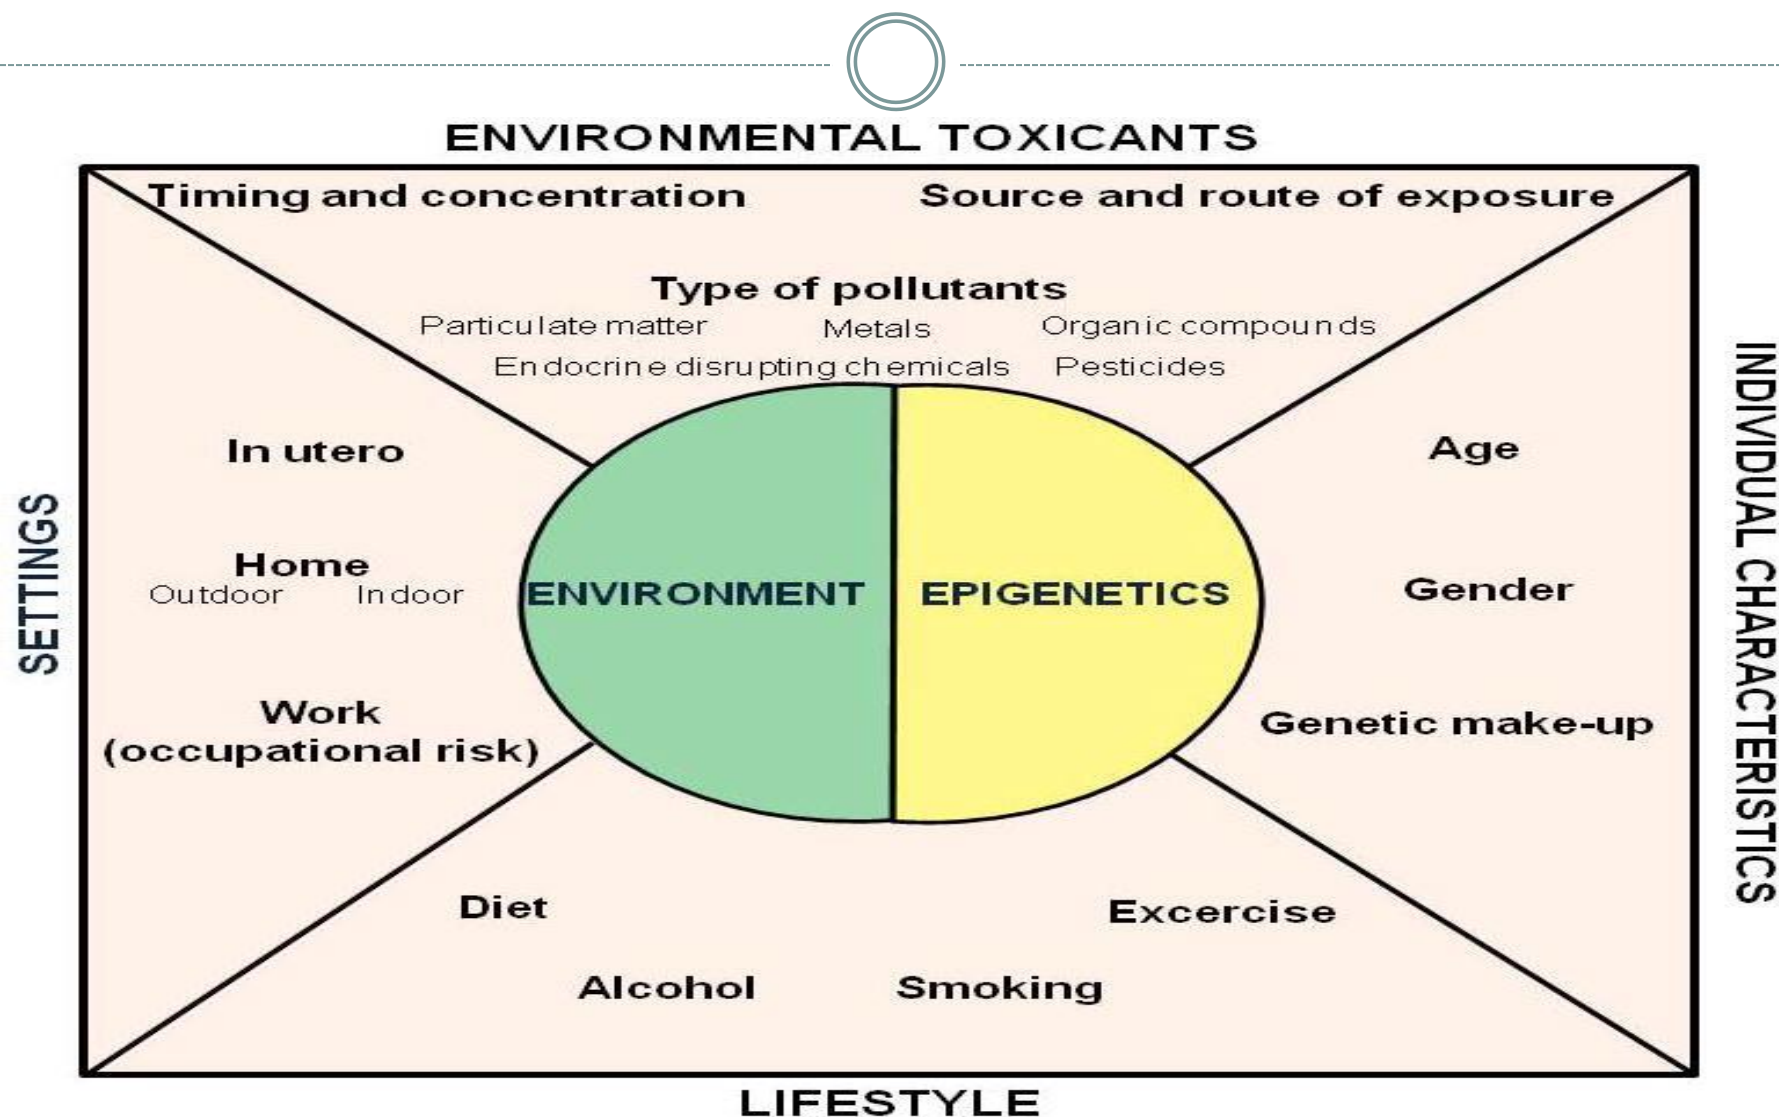 ENVIRONMENTAL TOXICANTS
Timing and concentration
Source and route of exposure
Type of pollutants
Particulate matter
Metals
Organic compounds
Endocrine disrupting chemicals
Pesticides
SETTINGS
In utero
Home
Outdoor
Indoor
Work
(occupational risk)
ENVIRONMENT
EPIGENETICS
Age
Gender
Genetic make-up
INDIVIDUAL CHARACTERISTICS
Diet
Excercise
Alcohol
Smoking
LIFESTYLE